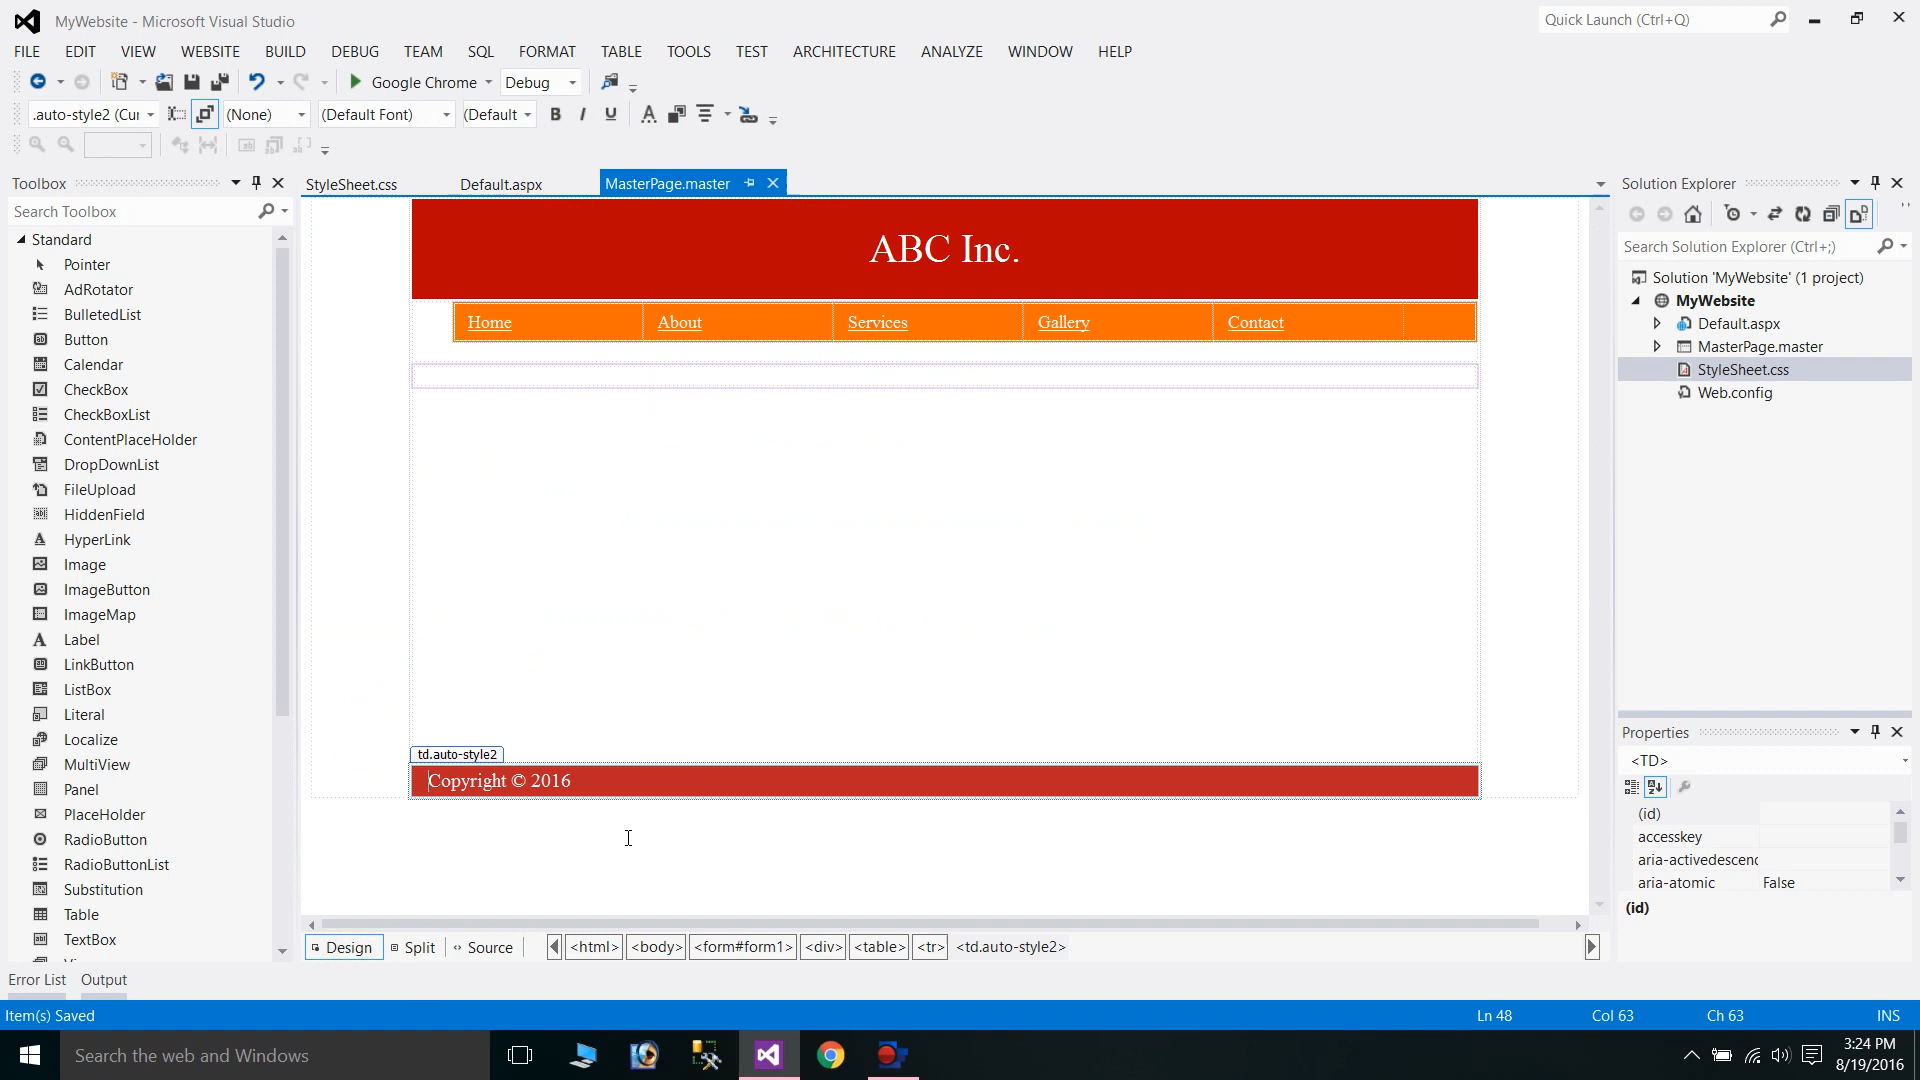 MyWebsite - Microsoft Visual Studio
Quick Launch (Ctrl+Q)
FILE EDIT VIEW WEBSITE BUILD DEBUG TEAM SQL FORMAT TABLE TOOLS TEST ARCHITECTURE ANALYZE WINDOW HELP
Google Chrome Debug
.auto-style2 (Cur (None) (Default Font) (Default B I U
Toolbox
StyleSheet.css Default.aspx MasterPage.master
Solution Explorer
Search Toolbox
Search Solution Explorer (Ctrl+;)
Standard
Pointer
AdRotator
BulletedList
Button
Calendar
CheckBox
CheckBoxList
ContentPlaceHolder
DropDownList
FileUpload
HiddenField
HyperLink
Image
ImageButton
ImageMap
Label
LinkButton
ListBox
Literal
Localize
MultiView
Panel
PlaceHolder
RadioButton
RadioButtonList
Substitution
Table
TextBox
ABC Inc.
Home About Services Gallery Contact
td.auto-style2
Copyright © 2016
Design Split Source <html> <body> <form#form1> <div> <table> <tr> <td.auto-style2>
Solution 'MyWebsite' (1 project)
MyWebsite
Default.aspx
MasterPage.master
StyleSheet.css
Web.config
Properties
<TD>
(id)
accesskey
aria-activedescenc
aria-atomic False
(id)
Error List Output
Item(s) Saved
Ln 48 Col 63 Ch 63 INS
Search the web and Windows
3:24 PM
8/19/2016